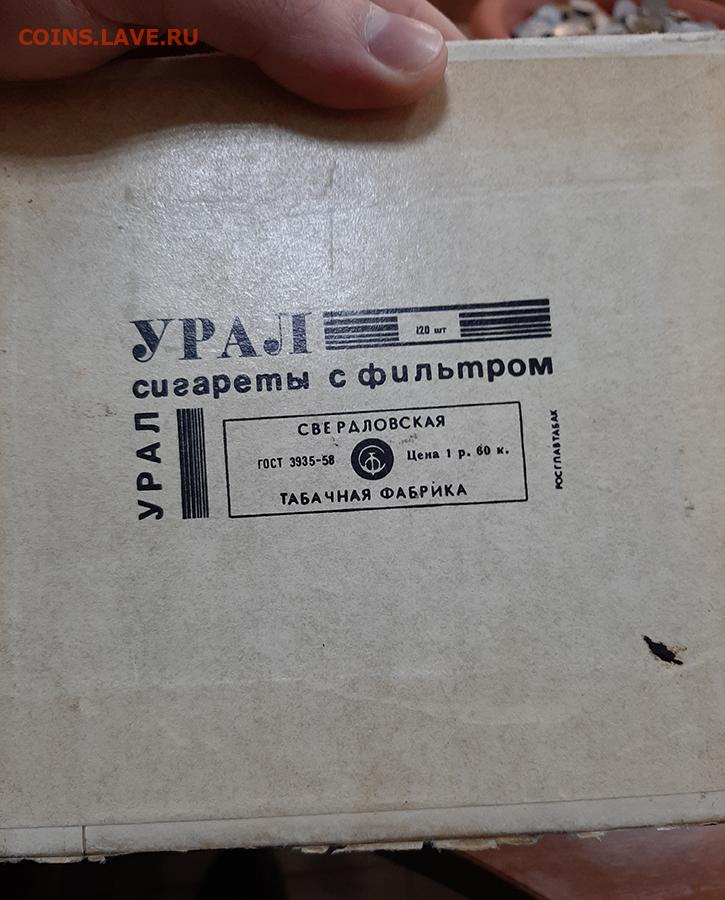 COINS.LAVE.RU
УРАЛ
120 шт
сигареты с фильтром
УРАЛ
СВЕРДЛОВСКАЯ
ГОСТ 3935-58
Цена 1 р. 60 к.
ТАБАЧНАЯ ФАБРИКА
РОСГЛАВТАБАК